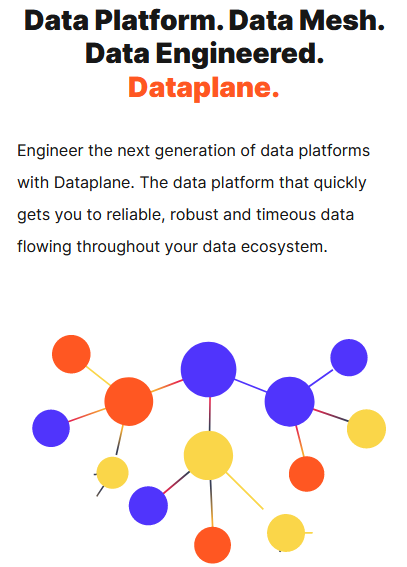 Data Platform. Data Mesh.
Data Engineered.
Dataplane.
Engineer the next generation of data platforms
with Dataplane. The data platform that quickly
gets you to reliable, robust and timeous data
flowing throughout your data ecosystem.